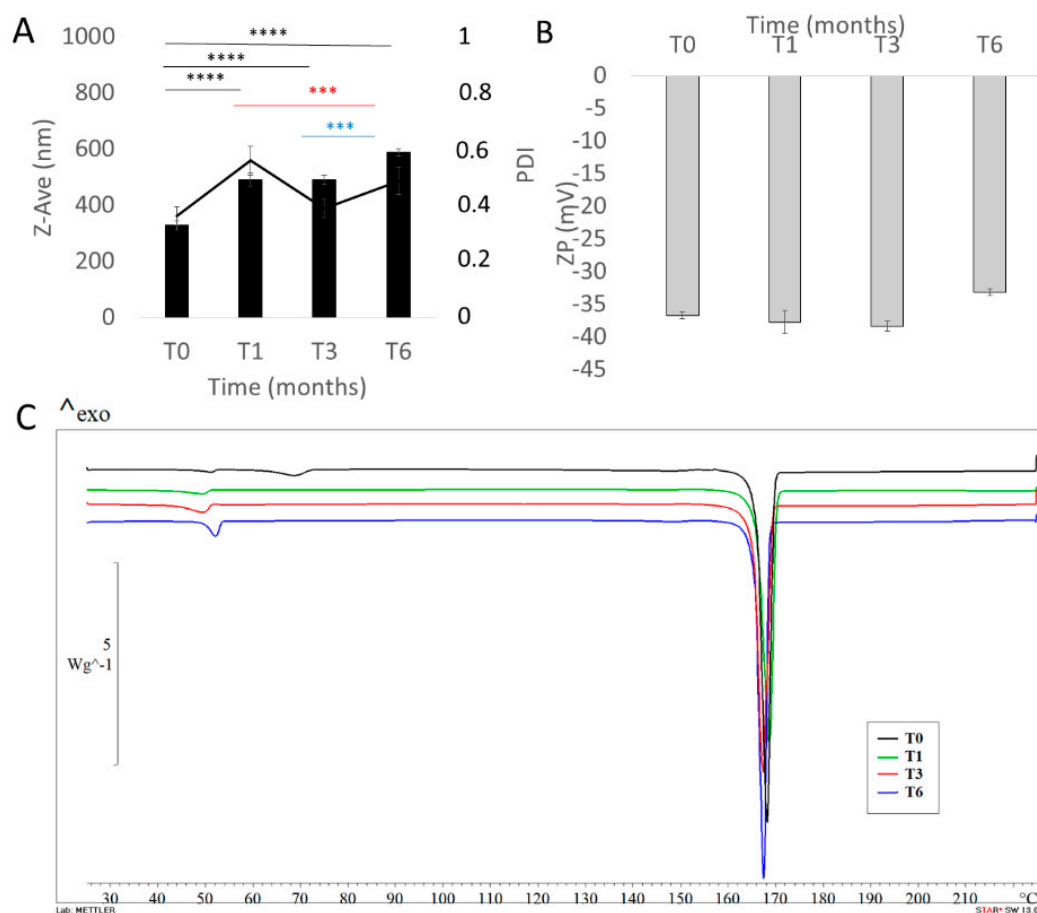 A
1000
800
600
400
200
0
Z-Ave (nm)
****
****
****
***
***
1
0.8
0.6
0.4
0.2
0
PDI
T0 T1 T3 T6
Time (months)
B
Time (months)
T0 T1 T3 T6
0
-5
-10
-15
-20
-25
-30
-35
-40
-45
ZP (mV)
C
^exo
5
Wg^-1
T0
T1
T3
T6
30 40 50 60 70 80 90 100 110 120 130 140 150 160 170 180 190 200 210 °C
Lab: METTLER
STAR* SW 13.0